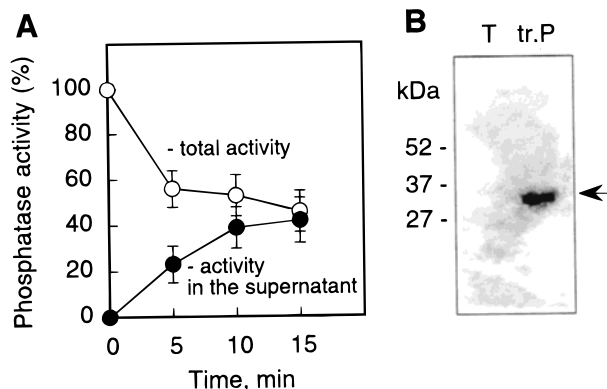 A
Phosphatase activity (%)
100
80
60
40
20
0
- total activity
- activity
in the supernatant
0 5 10 15
Time, min
B
T tr.P
kDa
52 -
37 -
27 -